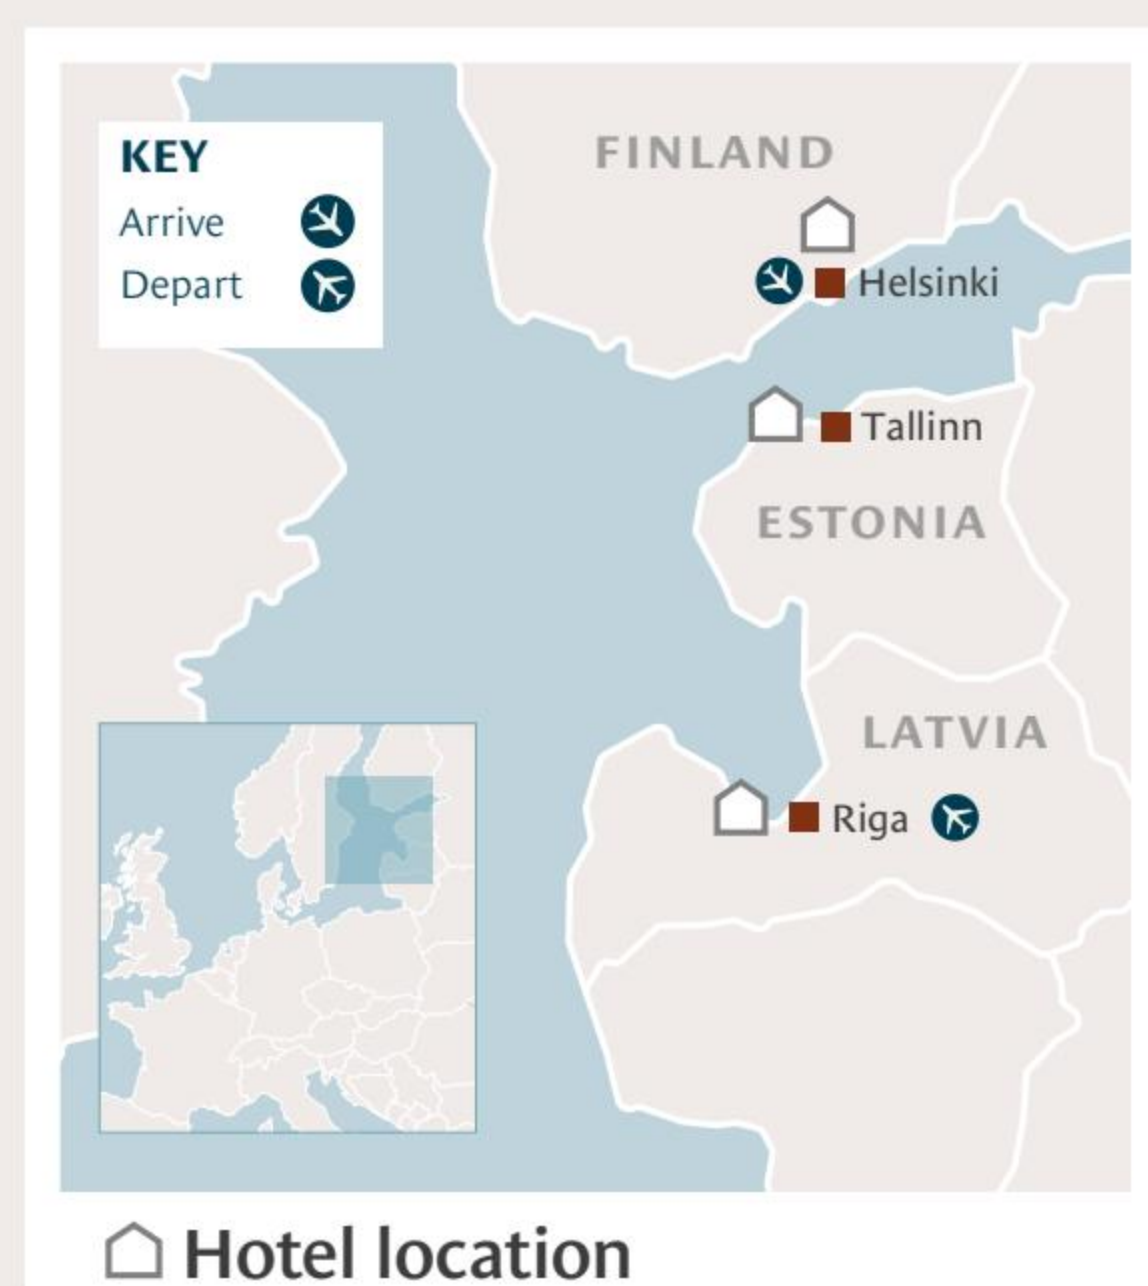 KEY
Arrive
Depart
FINLAND
Helsinki
Tallinn
ESTONIA
LATVIA
Riga
Hotel location